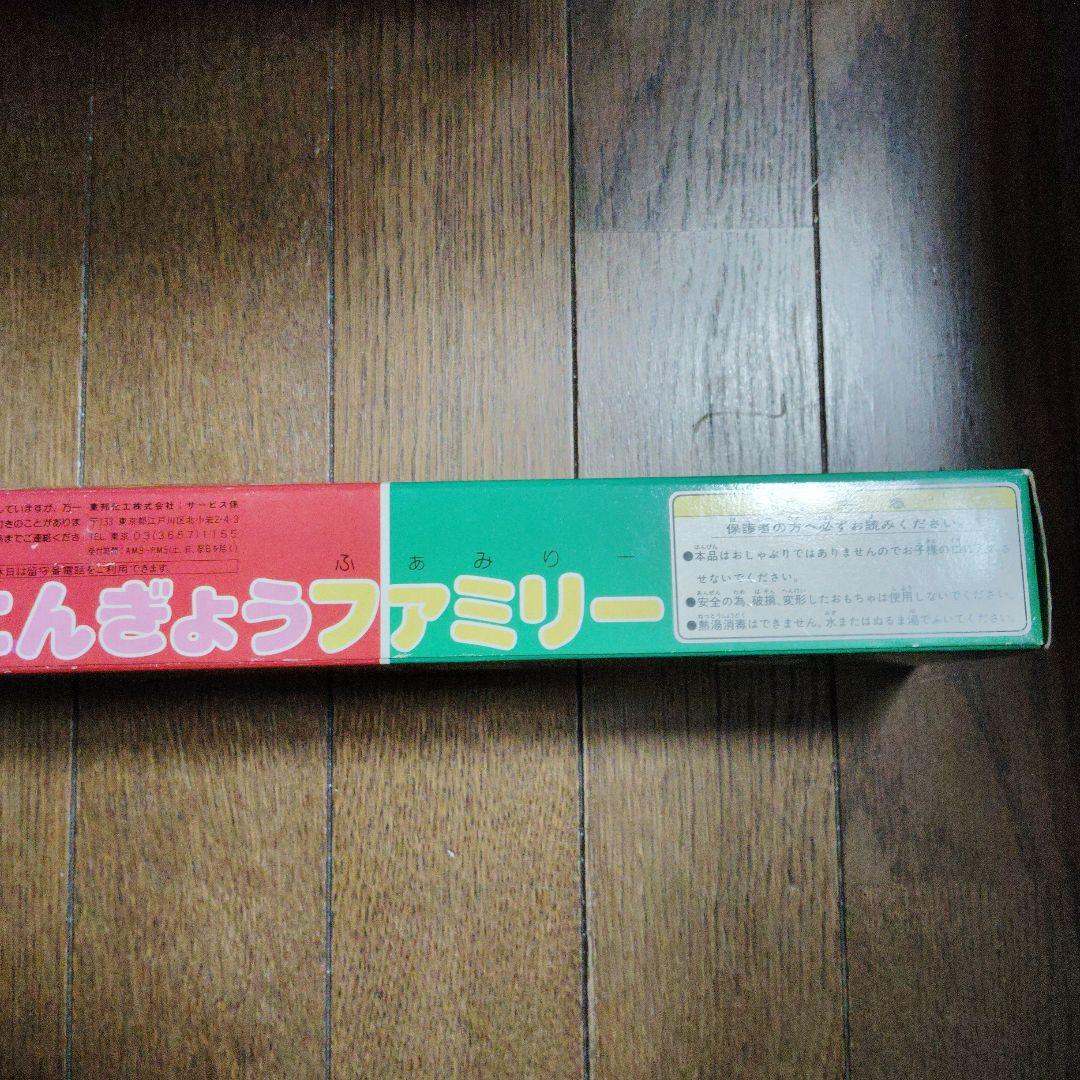 していますが、万一
付きのことがありま
係までご連絡くださ
東邦化工株式会社:サービス係
〒133 東京都江戸川区北小岩2-4-3
TEL. 東京 03(3657)1155
受付時間:AM9~PM5(土、日、祝日を除く)
休日は留守番電話をご利用できます。
ふぁみりー
にんぎょうファミリー
保護者の方へ必ずお読みください。
●本品はおしゃぶりではありませんのでお子様の口に
せないでください。
●安全の為、破損、変形したおもちゃは使用しないでください。
●熱湯消毒はできません。水またはぬるま湯でふいてください。